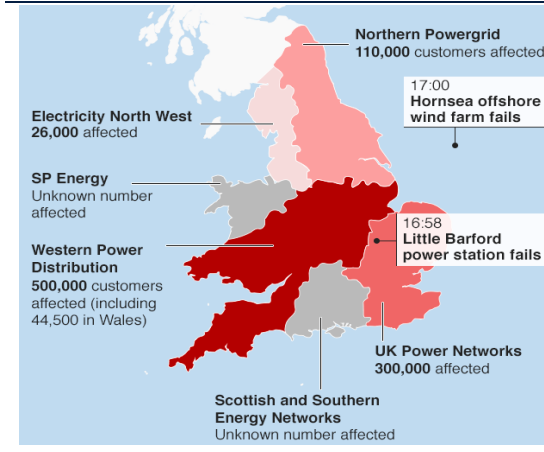 Northern Powergrid
110,000 customers affected
17:00
Hornsea offshore
wind farm fails
Electricity North West
26,000 affected
SP Energy
Unknown number
affected
16:58
Little Barford
power station fails
Western Power
Distribution
500,000 customers
affected (including
44,500 in Wales)
UK Power Networks
300,000 affected
Scottish and Southern
Energy Networks
Unknown number affected